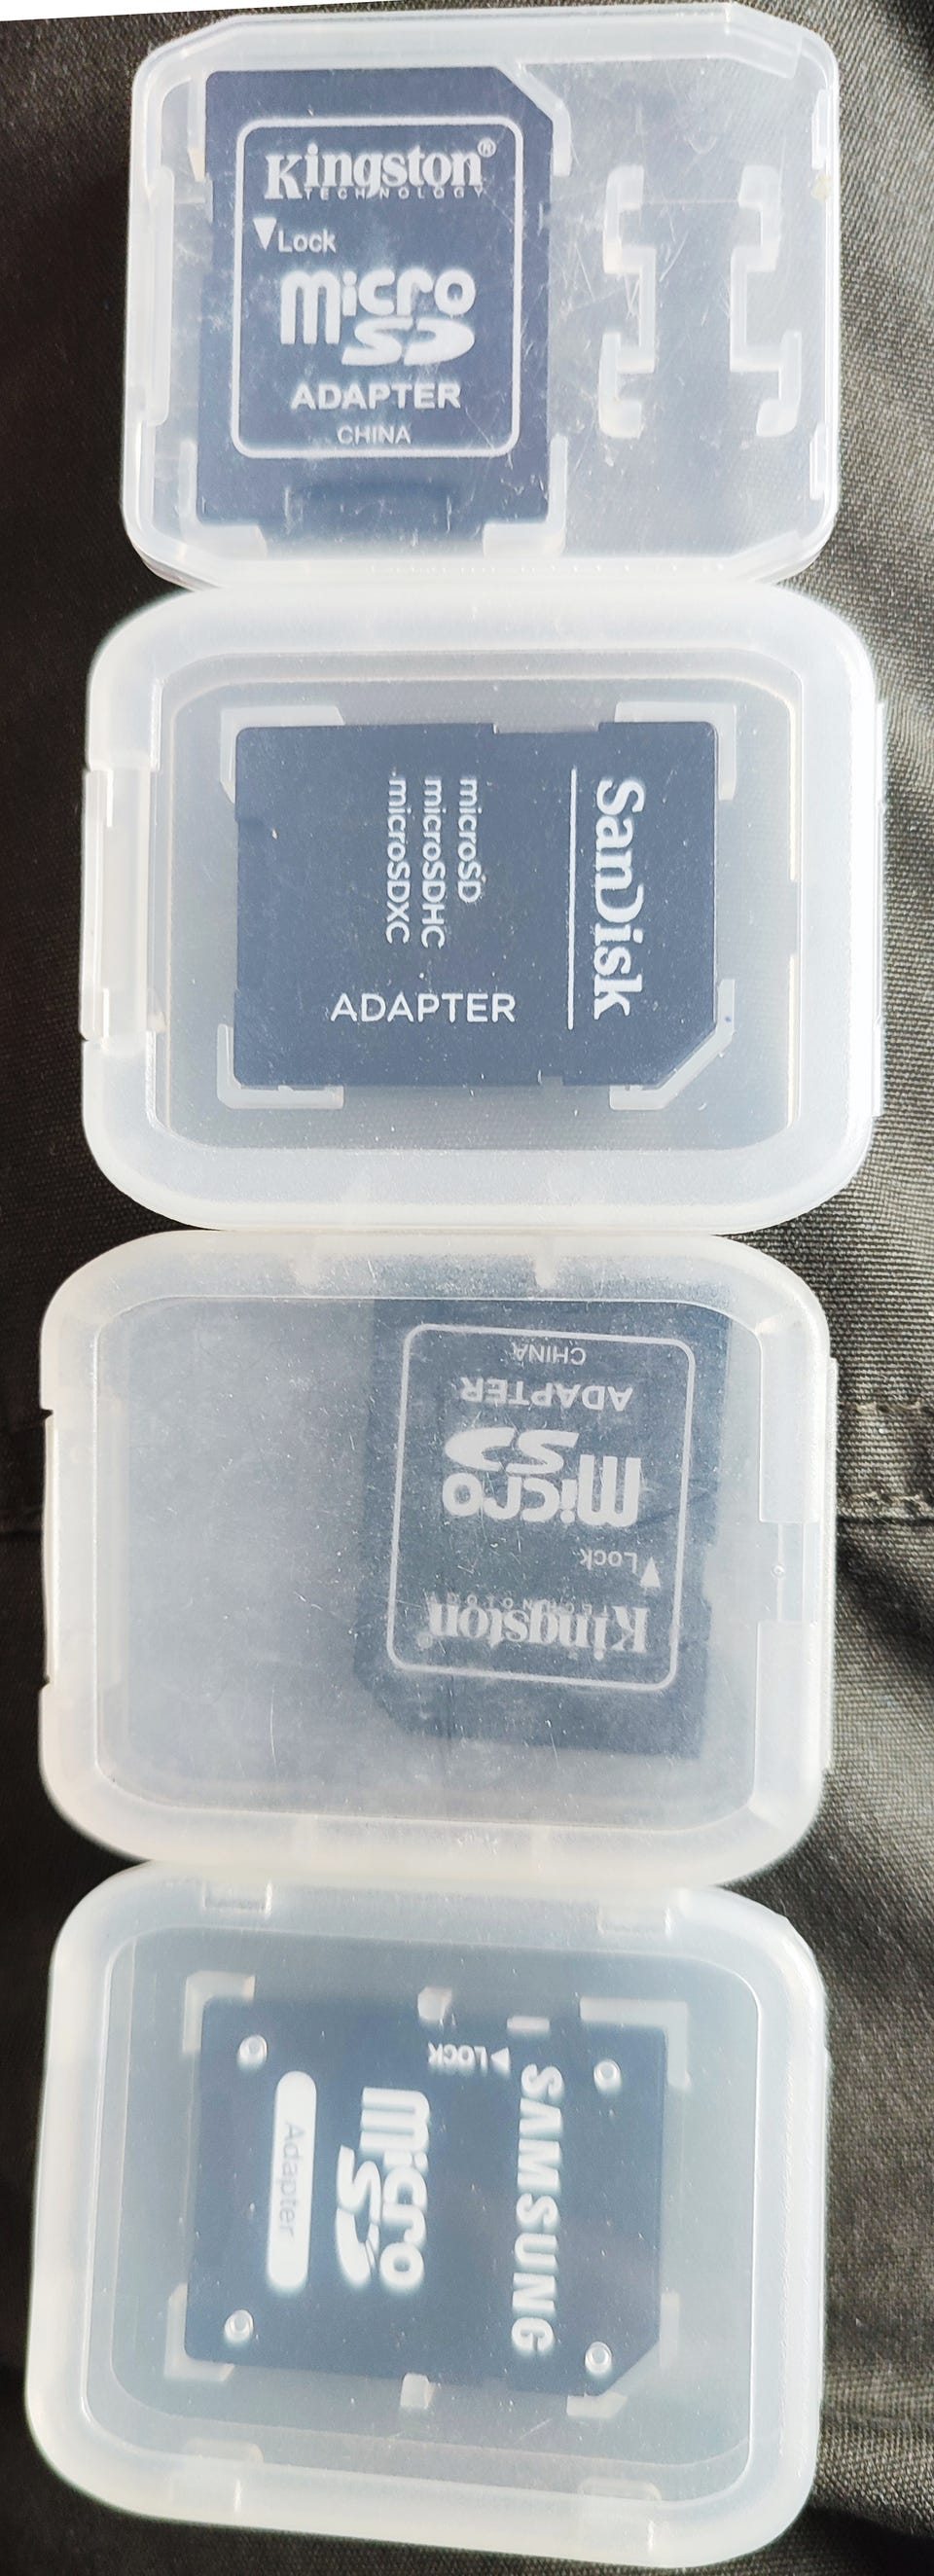 Kingston®
TECHNOLOGY
Lock
micro
SD
ADAPTER
CHINA
SanDisk
microSD
microSDHC
microSDXC
ADAPTER
Kingston®
TECHNOLOGY
Lock
micro
SD
ADAPTER
CHINA
SAMSUNG
LOCK
micro
SD
Adapter